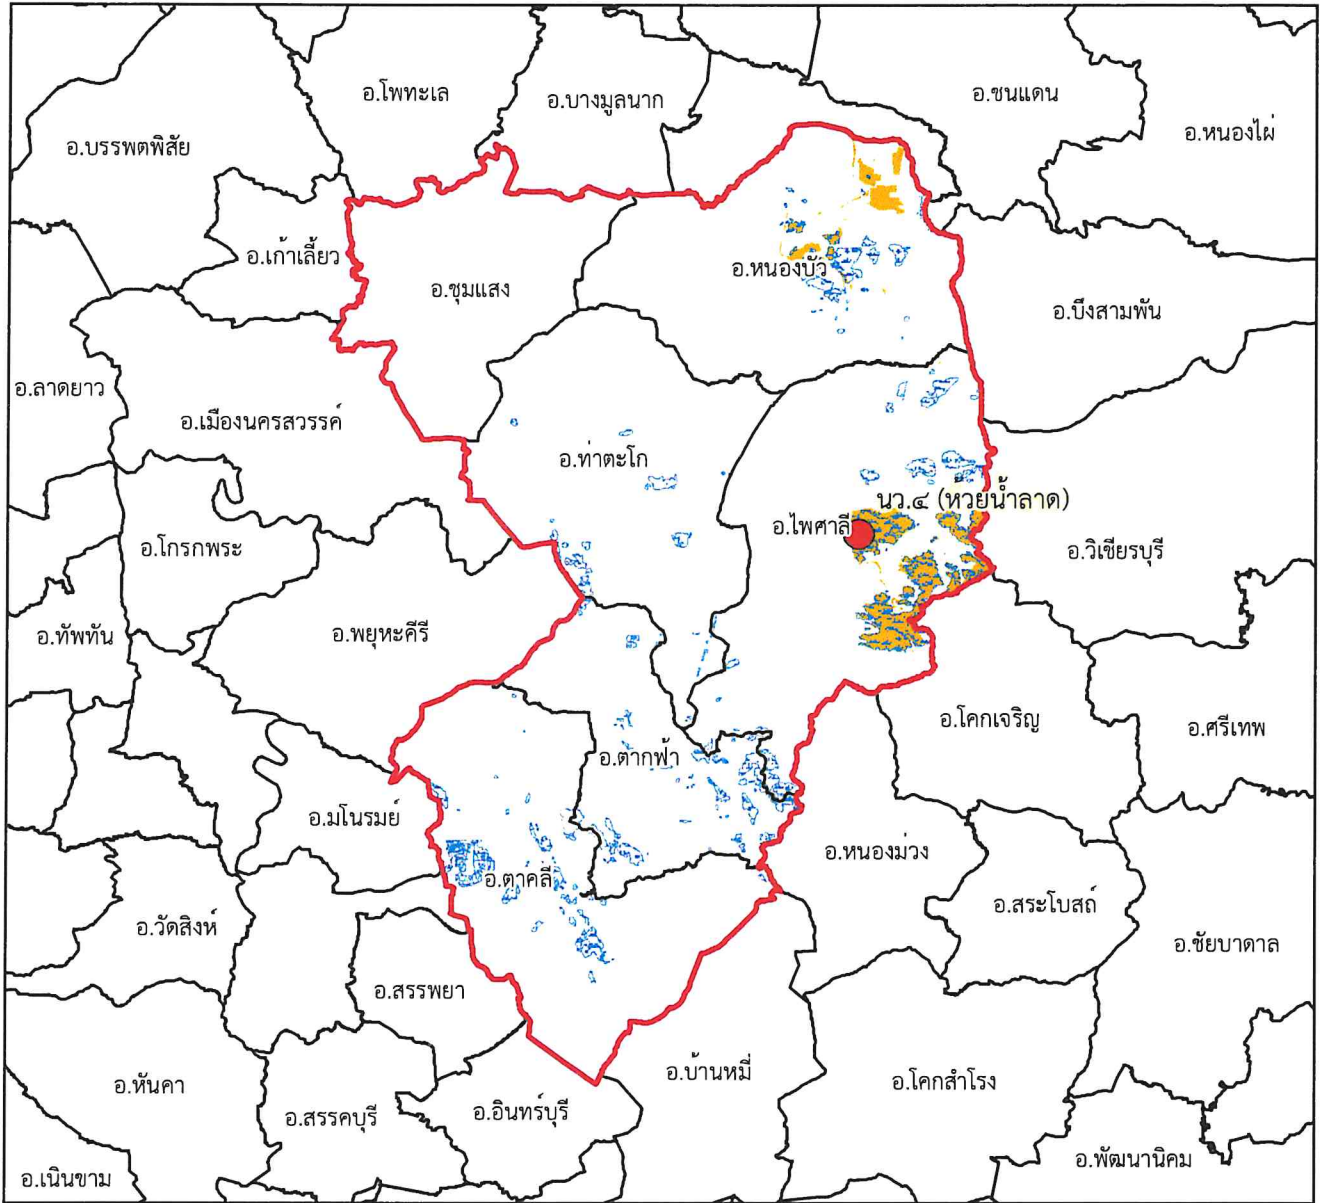 อ.โพทะเล
อ.บางมูลนาก
อ.ชนแดน
อ.หนองไผ่
อ.บรรพตพิสัย
อ.เก้าเลี้ยว
อ.ชุมแสง
อ.หนองบัว
อ.บึงสามพัน
อ.ลาดยาว
อ.เมืองนครสวรรค์
อ.ท่าตะโก
นว.๔ (ห้วยน้ำลาด)
อ.ไพศาลี
อ.โกรกพระ
อ.วิเชียรบุรี
อ.ทัพทัน
อ.พยุหะคีรี
อ.โคกเจริญ
อ.ศรีเทพ
อ.ตากฟ้า
อ.มโนรมย์
อ.หนองม่วง
อ.ตาคลี
อ.สระโบสถ์
อ.วัดสิงห์
อ.ชัยบาดาล
อ.สรรพยา
อ.บ้านหมี่
อ.หันคา
อ.โคกสำโรง
อ.สรรคบุรี
อ.อินทร์บุรี
อ.พัฒนานิคม
อ.เนินขาม